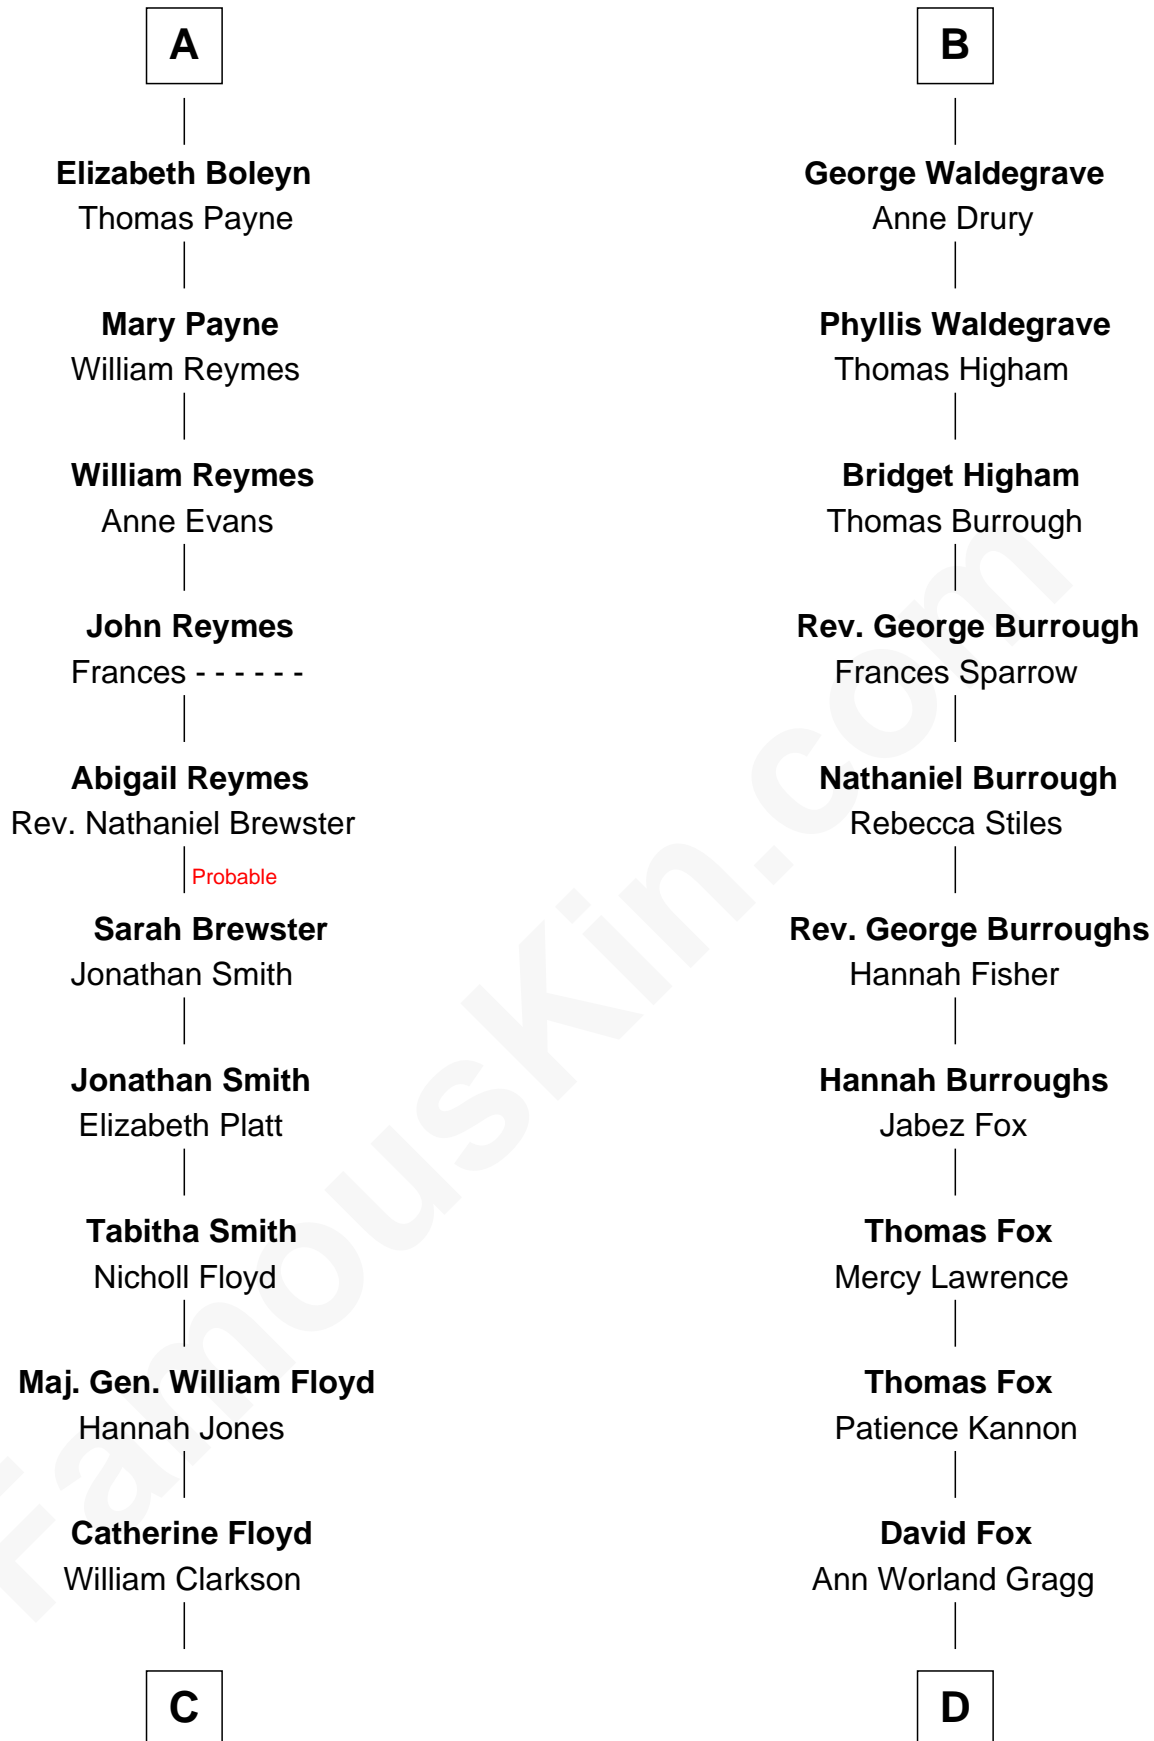 A
Elizabeth Boleyn
Thomas Payne
Mary Payne
William Reymes
William Reymes
Anne Evans
John Reymes
Frances - - - - - -
Abigail Reymes
Rev. Nathaniel Brewster
Probable
Sarah Brewster
Jonathan Smith
Jonathan Smith
Elizabeth Platt
Tabitha Smith
Nicholl Floyd
Maj. Gen. William Floyd
Hannah Jones
Catherine Floyd
William Clarkson
C
B
George Waldegrave
Anne Drury
Phyllis Waldegrave
Thomas Higham
Bridget Higham
Thomas Burrough
Rev. George Burrough
Frances Sparrow
Nathaniel Burrough
Rebecca Stiles
Rev. George Burroughs
Hannah Fisher
Hannah Burroughs
Jabez Fox
Thomas Fox
Mercy Lawrence
Thomas Fox
Patience Kannon
David Fox
Ann Worland Gragg
D
FamousKin.com